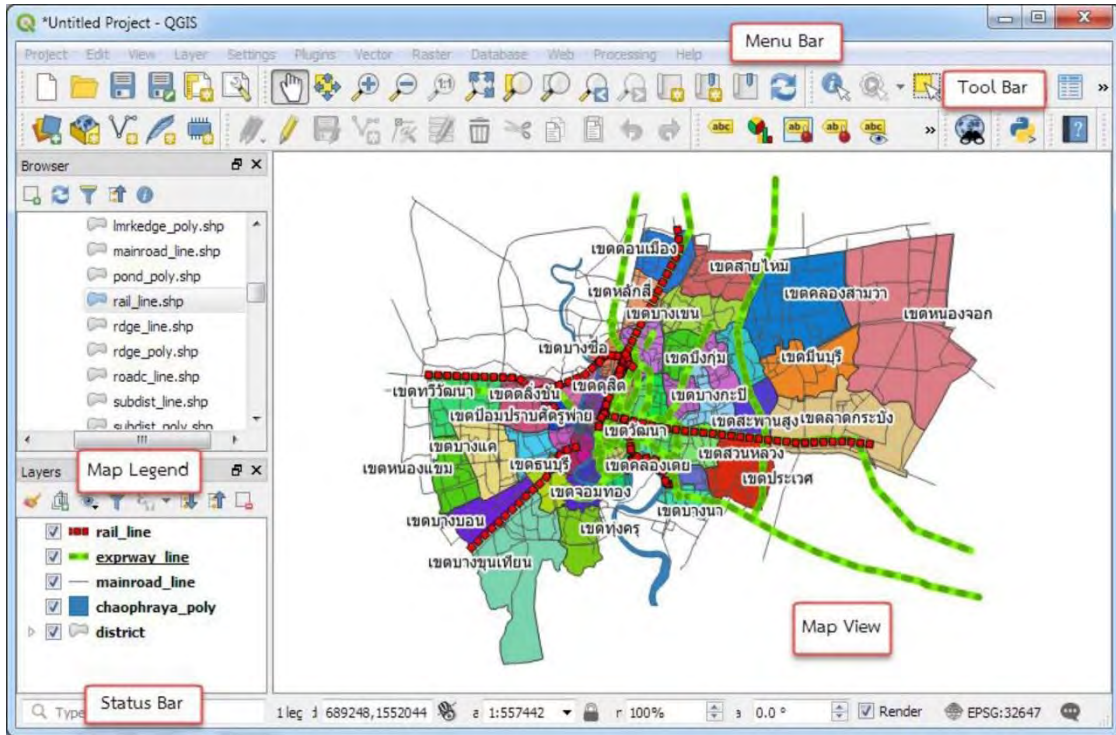 *Untitled Project - QGIS
Project Edit View Layer Settings Plugins Vector Raster Database Web Processing Help
Menu Bar
Tool Bar
Browser
lmrkedge_poly.shp
mainroad_line.shp
pond_poly.shp
rail_line.shp
rdge_line.shp
rdge_poly.shp
roadc_line.shp
subdist_line.shp
subdist_poly.shp
Layers
Map Legend
rail_line
exprway_line
mainroad_line
chaophraya_poly
district
เขตดอนเมือง
เขตสายไหม
เขตหลักสี่
เขตคลองสามวา
เขตบางเขน
เขตหนองจอก
เขตบางซื่อ
เขตบึงกุ่ม
เขตมีนบุรี
เขตทวีวัฒนา
เขตตลิ่งชัน
เขตดุสิต
เขตบางกะปิ
เขตป้อมปราบศัตรูพ่าย
เขตสะพานสูง
เขตลาดกระบัง
เขตวัฒนา
เขตบางแค
เขตสวนหลวง
เขตหนองแขม
เขตธนบุรี
เขตคลองเตย
เขตประเวศ
เขตจอมทอง
เขตบางนา
เขตบางบอน
เขตทุ่งครุ
เขตบางขุนเทียน
Map View
Status Bar
Type
1 leg
689248,1552044
1:557442
100%
0.0 °
Render
EPSG:32647